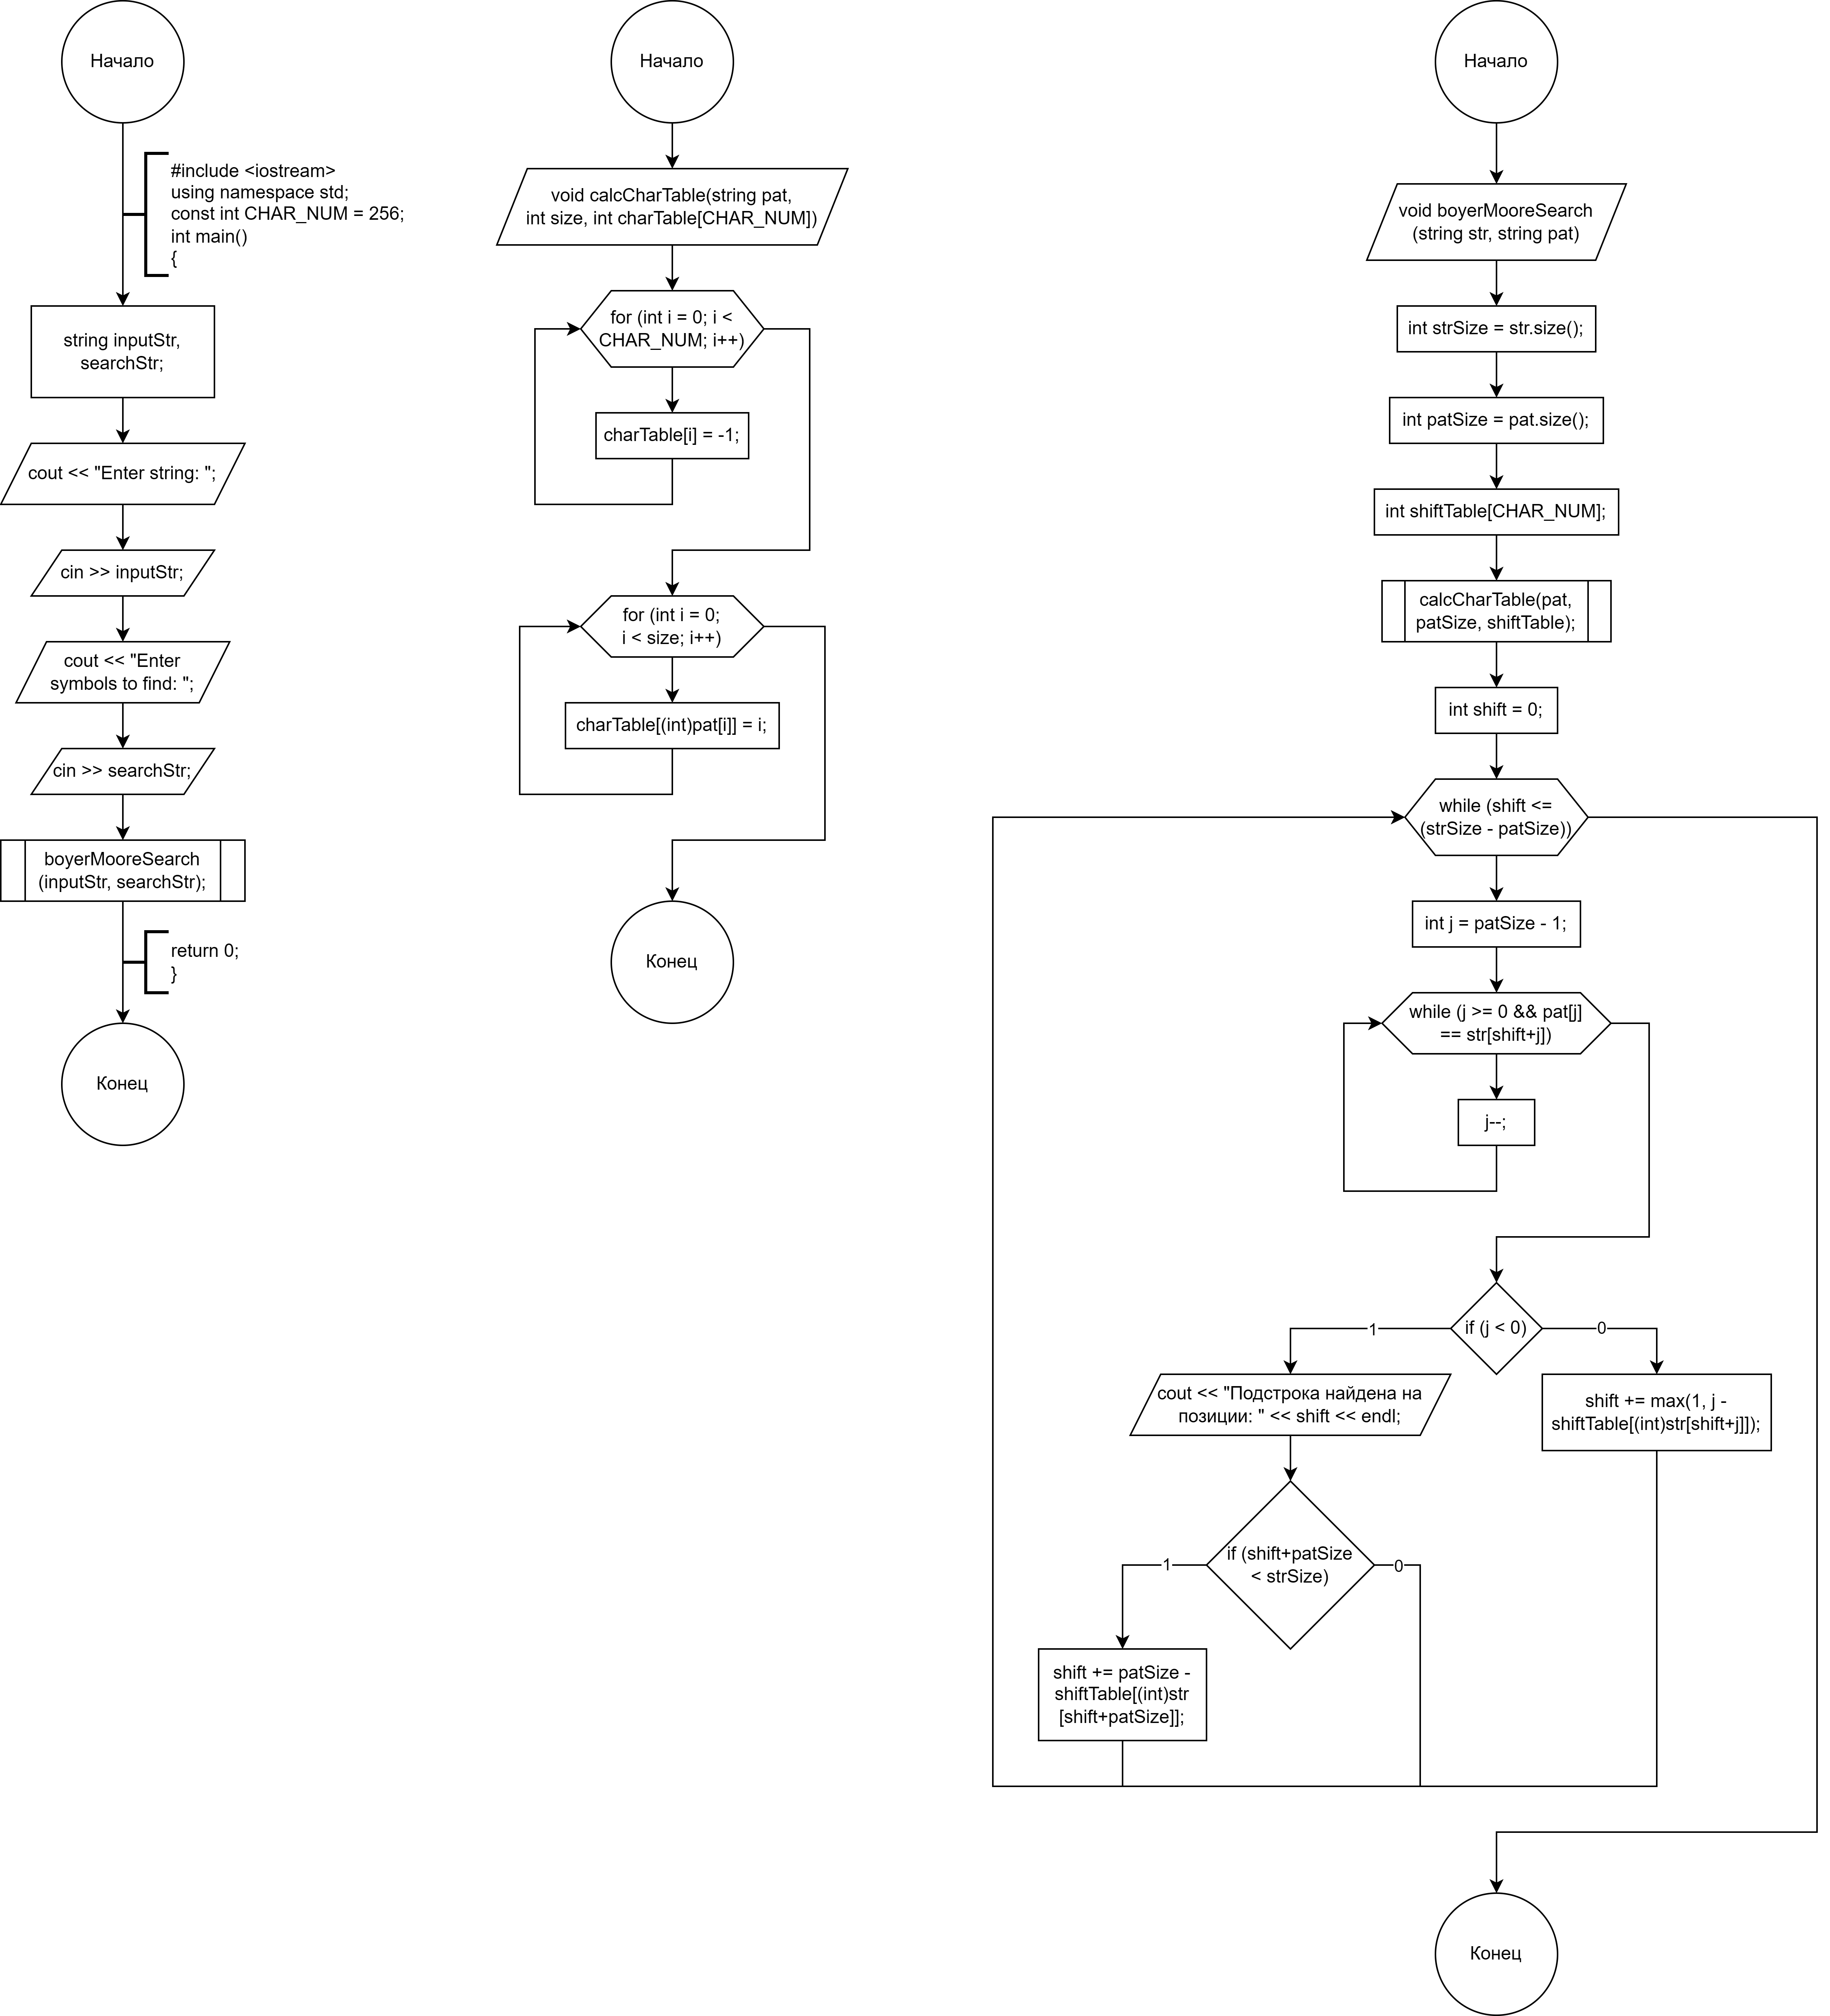 Начало
#include <iostream>
using namespace std;
const int CHAR_NUM = 256;
int main()
{
string inputStr,
searchStr;
cout << "Enter string: ";
cin >> inputStr;
cout << "Enter
symbols to find: ";
cin >> searchStr;
boyerMooreSearch
(inputStr, searchStr);
return 0;
}
Конец
Начало
void calcCharTable(string pat,
int size, int charTable[CHAR_NUM])
for (int i = 0; i <
CHAR_NUM; i++)
charTable[i] = -1;
for (int i = 0;
i < size; i++)
charTable[(int)pat[i]] = i;
Конец
Начало
void boyerMooreSearch
(string str, string pat)
int strSize = str.size();
int patSize = pat.size();
int shiftTable[CHAR_NUM];
calcCharTable(pat,
patSize, shiftTable);
int shift = 0;
while (shift <=
(strSize - patSize))
int j = patSize - 1;
while (j >= 0 && pat[j]
== str[shift+j])
j--;
if (j < 0)
1
0
cout << "Подстрока найдена на
позиции: " << shift << endl;
shift += max(1, j -
shiftTable[(int)str[shift+j]]);
if (shift+patSize
< strSize)
1
0
shift += patSize -
shiftTable[(int)str
[shift+patSize]];
Конец